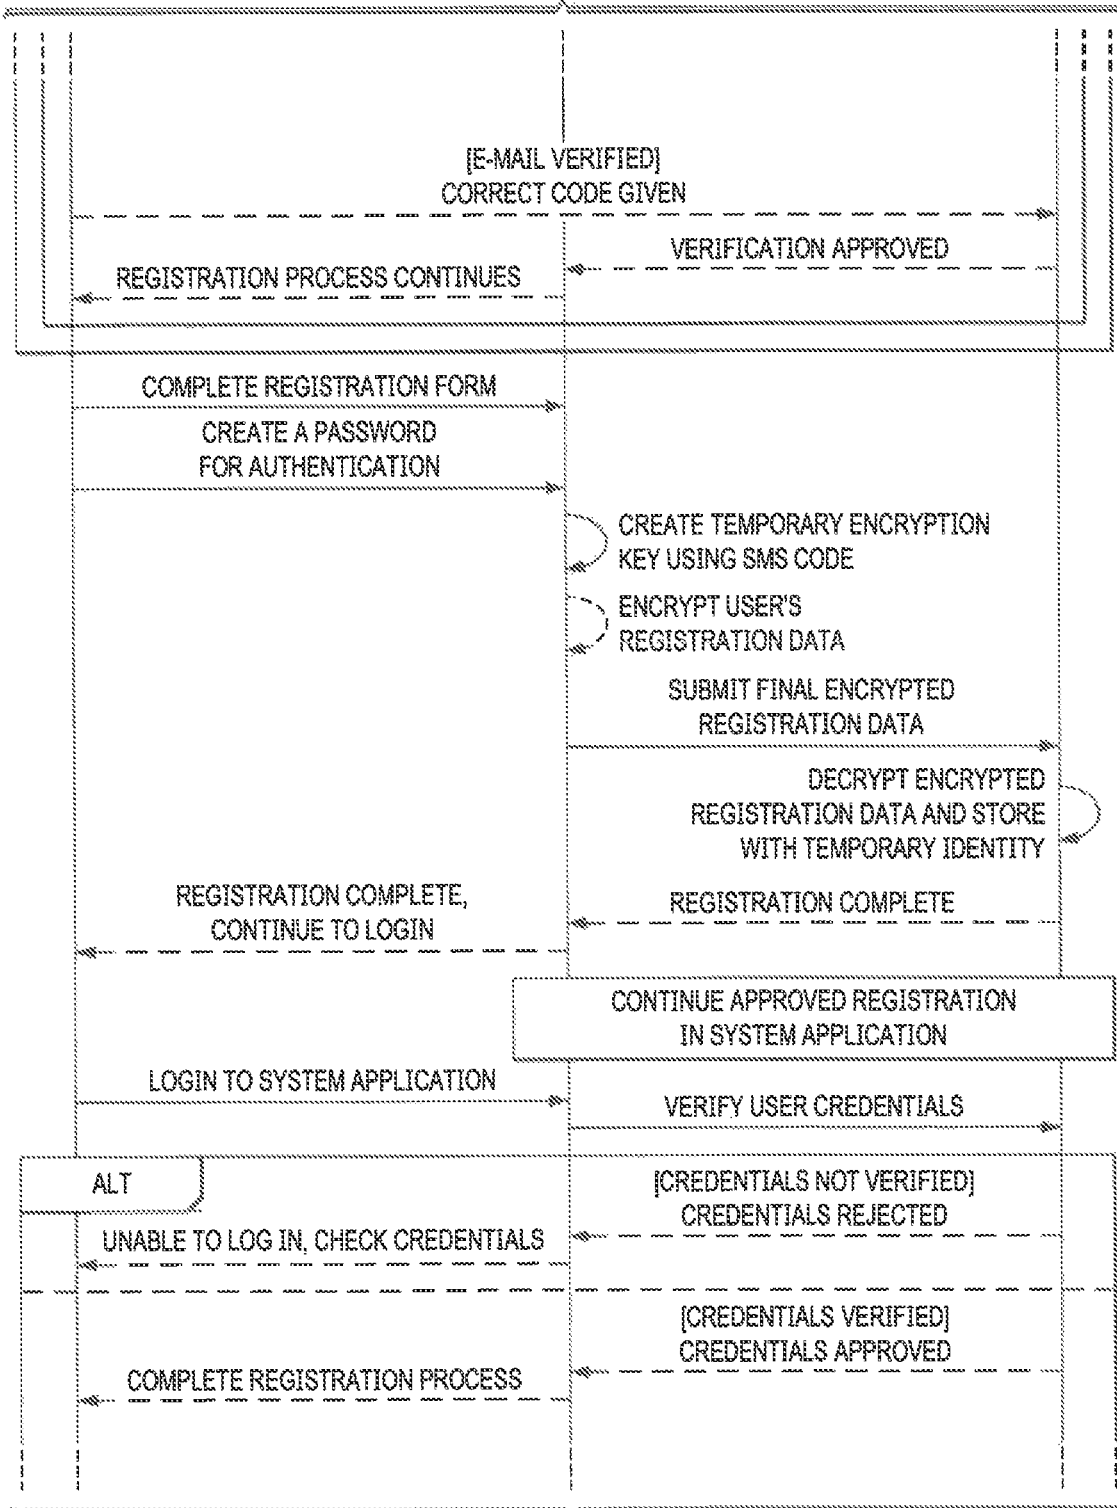 [E-MAIL VERIFIED]
CORRECT CODE GIVEN
VERIFICATION APPROVED
REGISTRATION PROCESS CONTINUES
COMPLETE REGISTRATION FORM
CREATE A PASSWORD
FOR AUTHENTICATION
CREATE TEMPORARY ENCRYPTION
KEY USING SMS CODE
ENCRYPT USER'S
REGISTRATION DATA
SUBMIT FINAL ENCRYPTED
REGISTRATION DATA
DECRYPT ENCRYPTED
REGISTRATION DATA AND STORE
WITH TEMPORARY IDENTITY
REGISTRATION COMPLETE
REGISTRATION COMPLETE,
CONTINUE TO LOGIN
CONTINUE APPROVED REGISTRATION
IN SYSTEM APPLICATION
LOGIN TO SYSTEM APPLICATION
VERIFY USER CREDENTIALS
ALT
[CREDENTIALS NOT VERIFIED]
CREDENTIALS REJECTED
UNABLE TO LOG IN, CHECK CREDENTIALS
[CREDENTIALS VERIFIED]
CREDENTIALS APPROVED
COMPLETE REGISTRATION PROCESS